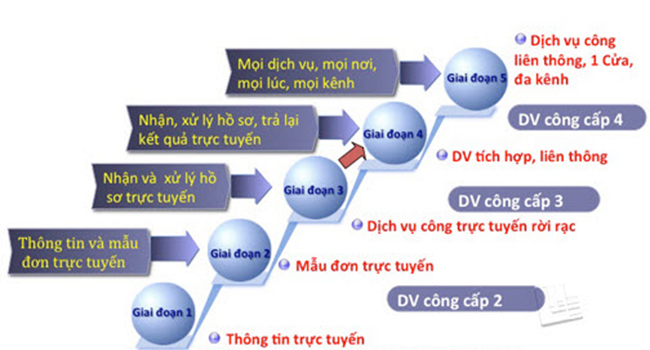 Dịch vụ công
liên thông, 1 Cửa,
đa kênh
Mọi dịch vụ, mọi nơi,
mọi lúc, mọi kênh
Giai đoạn 5
DV công cấp 4
Nhận, xử lý hồ sơ, trả lại
kết quả trực tuyến
Giai đoạn 4
DV tích hợp, liên thông
Nhận và xử lý hồ
sơ trực tuyến
Giai đoạn 3
DV công cấp 3
Dịch vụ công trực tuyến rời rạc
Thông tin và mẫu
đơn trực tuyến
Giai đoạn 2
Mẫu đơn trực tuyến
DV công cấp 2
Giai đoạn 1
Thông tin trực tuyến